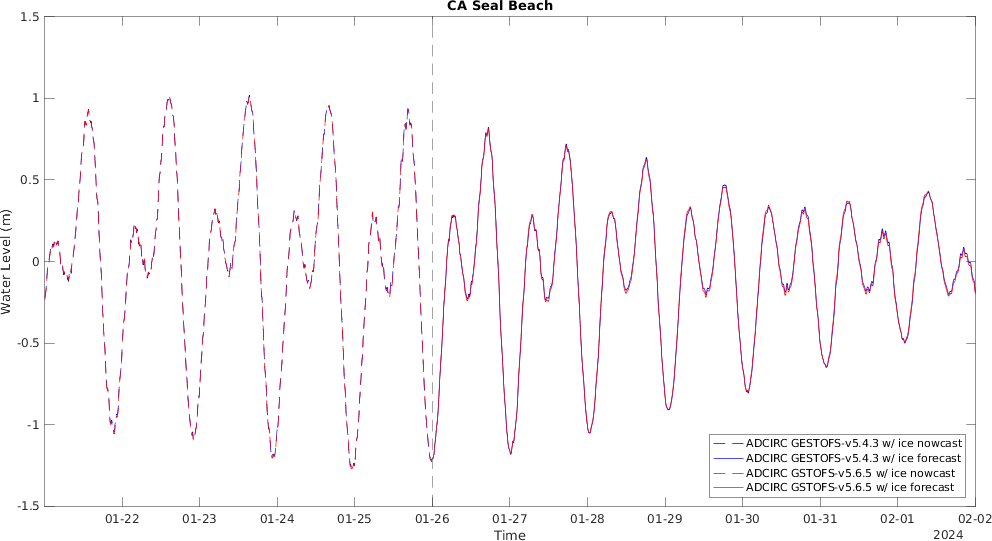 CA Seal Beach
1.5
1
0.5
0
-0.5
-1
-1.5
Water Level (m)
01-22 01-23 01-24 01-25 01-26 01-27 01-28 01-29 01-30 01-31 02-01 02-02
Time
2024
ADCIRC GESTOFS-v5.4.3 w/ ice nowcast
ADCIRC GESTOFS-v5.4.3 w/ ice forecast
ADCIRC GSTOFS-v5.6.5 w/ ice nowcast
ADCIRC GSTOFS-v5.6.5 w/ ice forecast